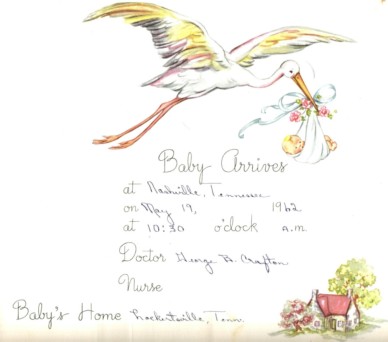 Baby Arrives
at Nashville, Tennessee
on May 19, 1962
at 10:30 o'clock a.m.
Doctor George B. Crafton
Nurse
Baby's Home Lockertsville, Tenn.